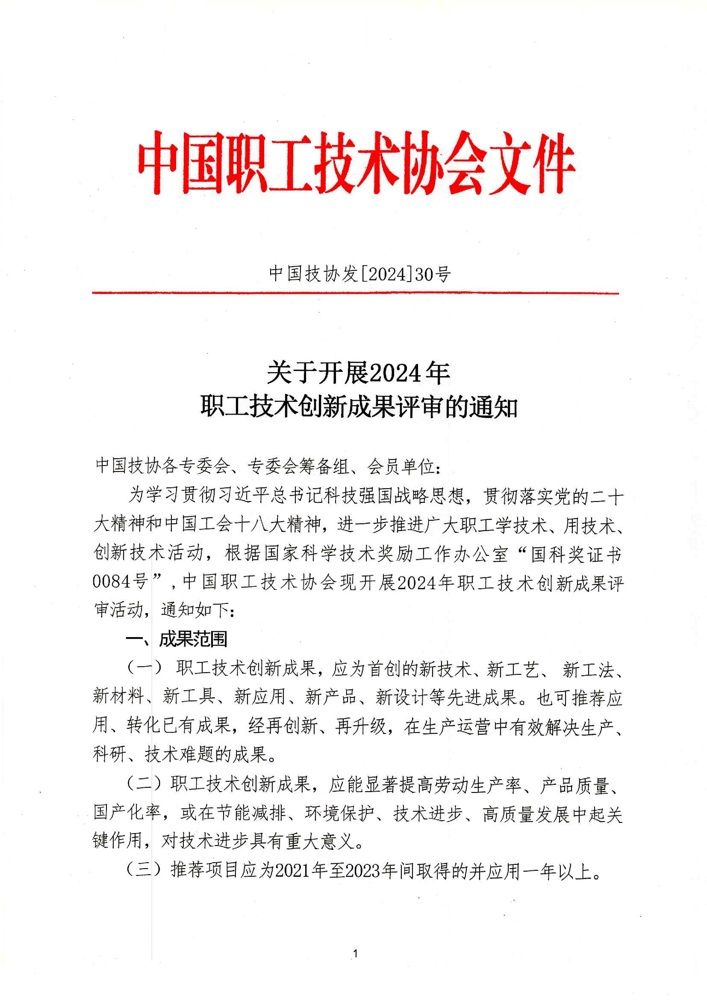 中国职工技术协会文件
中国技协发[2024]30号
关于开展2024年
职工技术创新成果评审的通知
中国技协各专委会、专委会筹备组、会员单位：
为学习贯彻习近平总书记科技强国战略思想，贯彻落实党的二十
大精神和中国工会十八大精神，进一步推进广大职工学技术、用技术、
创新技术活动，根据国家科学技术奖励工作办公室“国科奖证书
0084号”,中国职工技术协会现开展2024年职工技术创新成果评
审活动，通知如下：
一、成果范围
（一） 职工技术创新成果，应为首创的新技术、新工艺、 新工法、
新材料、新工具、新应用、新产品、新设计等先进成果。也可推荐应
用、转化已有成果，经再创新、再升级，在生产运营中有效解决生产、
科研、技术难题的成果。
（二）职工技术创新成果，应能显著提高劳动生产率、产品质量、
国产化率，或在节能减排、环境保护、技术进步、高质量发展中起关
键作用，对技术进步具有重大意义。
（三）推荐项目应为2021年至2023年间取得的并应用一年以上。
1